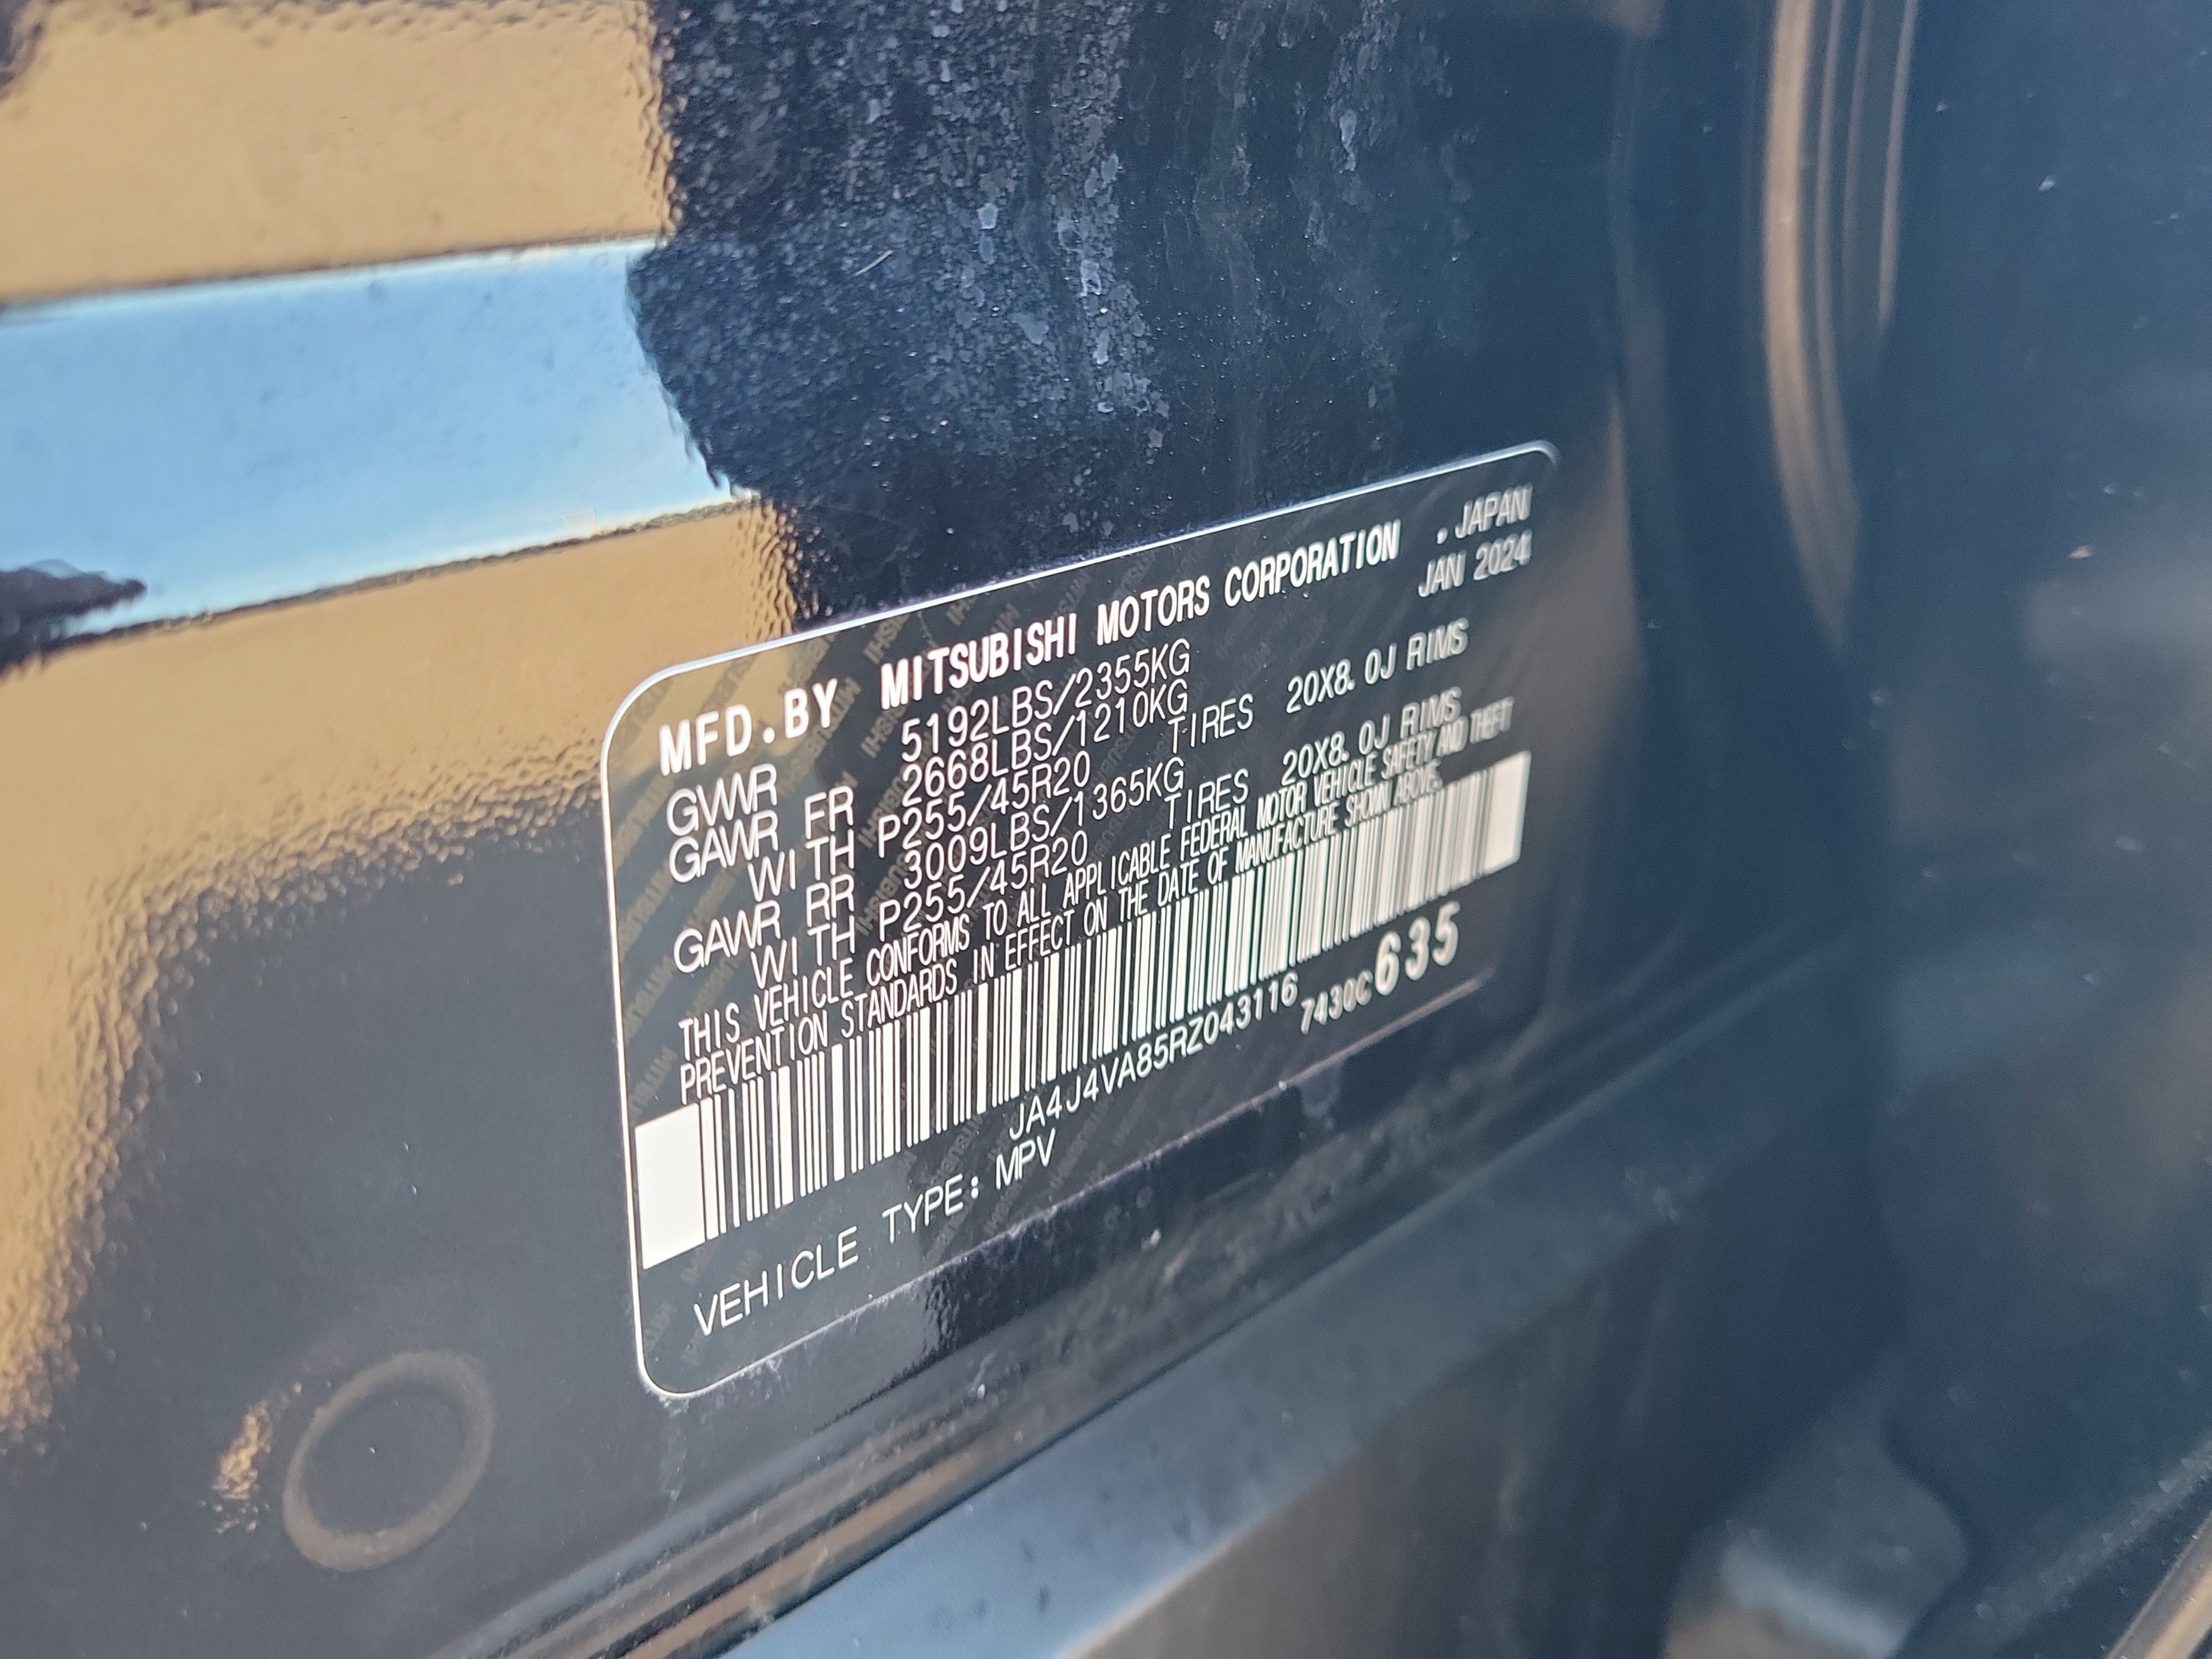 MFD.BY MITSUBISHI MOTORS CORPORATION , JAPAN
JAN 2024
GVWR 5192LBS/2355KG
GAWR FR 2668LBS/1210KG
WITH P255/45R20 TIRES 20X8.0J RIMS
GAWR RR 3009LBS/1365KG
WITH P255/45R20 TIRES 20X8.0J RIMS
THIS VEHICLE CONFORMS TO ALL APPLICABLE FEDERAL MOTOR VEHICLE SAFETY AND THEFT
PREVENTION STANDARDS IN EFFECT ON THE DATE OF MANUFACTURE SHOWN ABOVE.
JA4J4VA85RZ043116
7430C635
VEHICLE TYPE: MPV